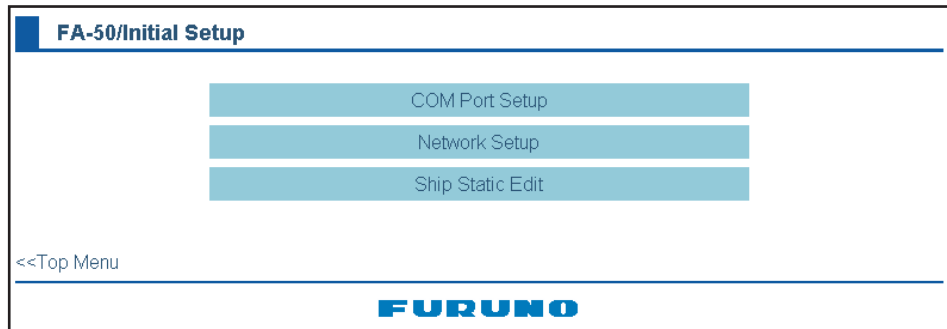 FA-50/Initial Setup
COM Port Setup
Network Setup
Ship Static Edit
<<Top Menu
FURUNO